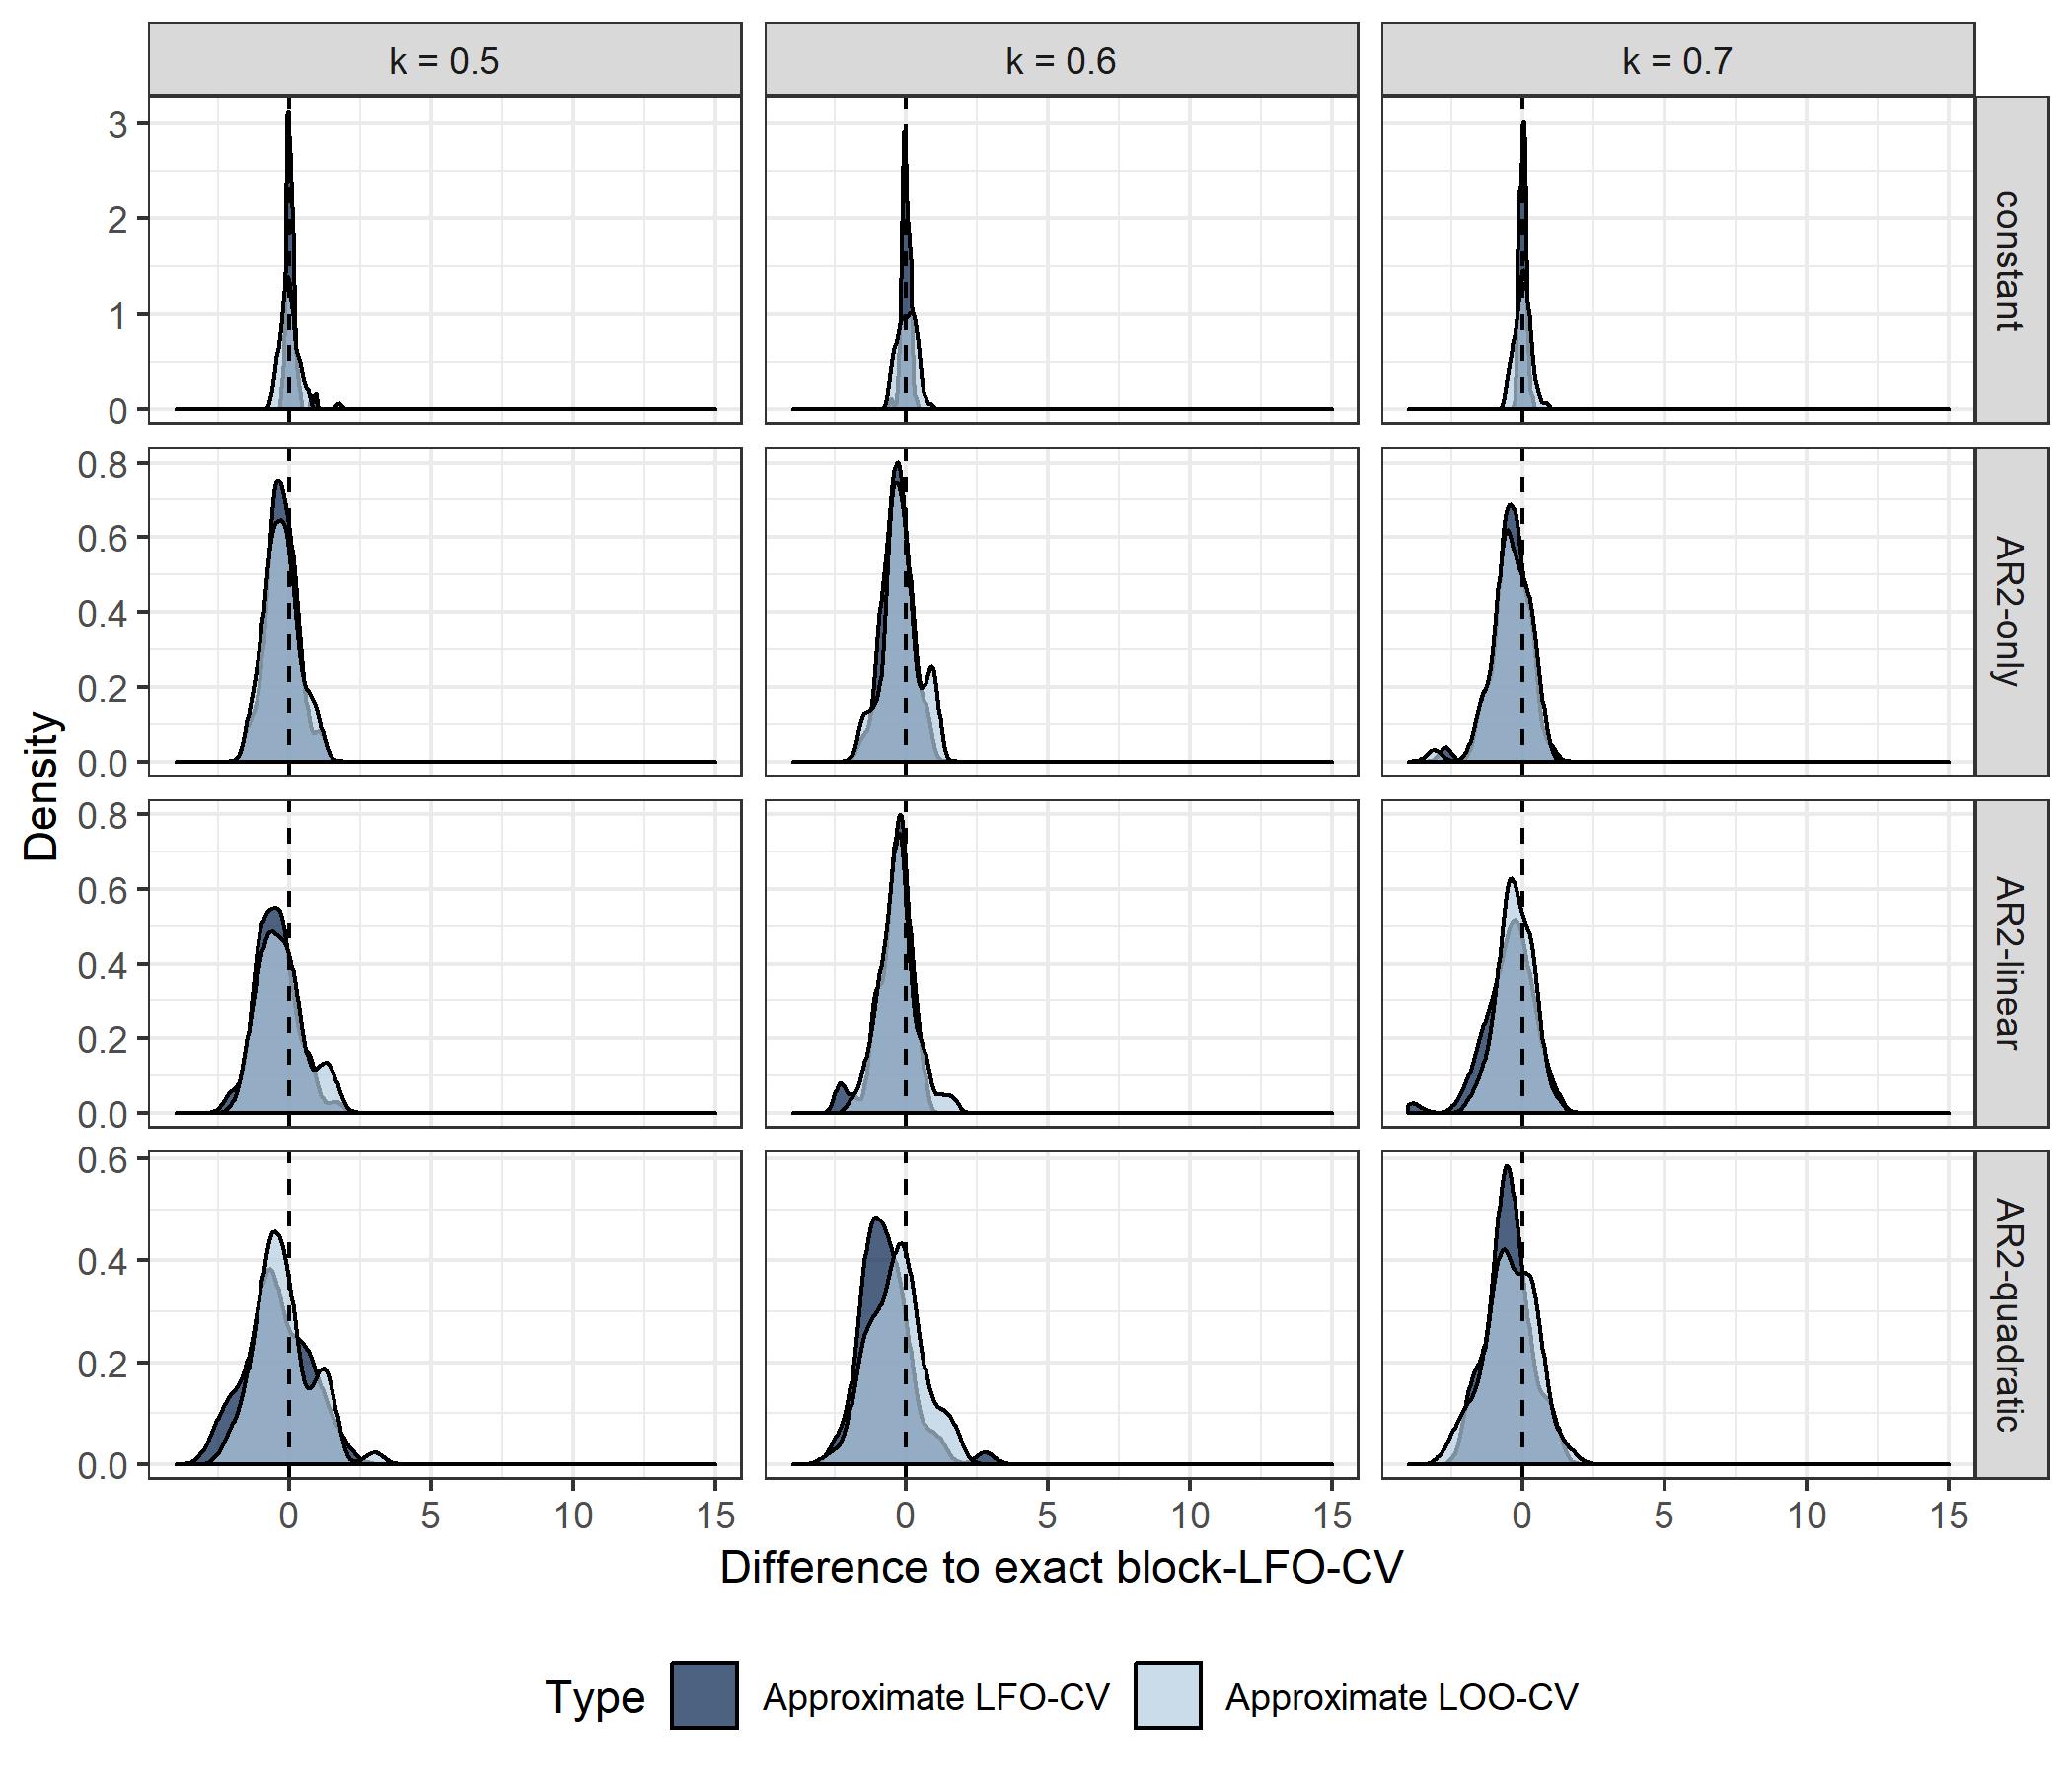 k = 0.5 k = 0.6 k = 0.7
3
2
1
0
constant
0.8
0.6
0.4
0.2
0.0
AR2-only
Density
0.8
0.6
0.4
0.2
0.0
AR2-linear
0.6
0.4
0.2
0.0
AR2-quadratic
0 5 10 15 0 5 10 15 0 5 10 15
Difference to exact block-LFO-CV
Type Approximate LFO-CV Approximate LOO-CV